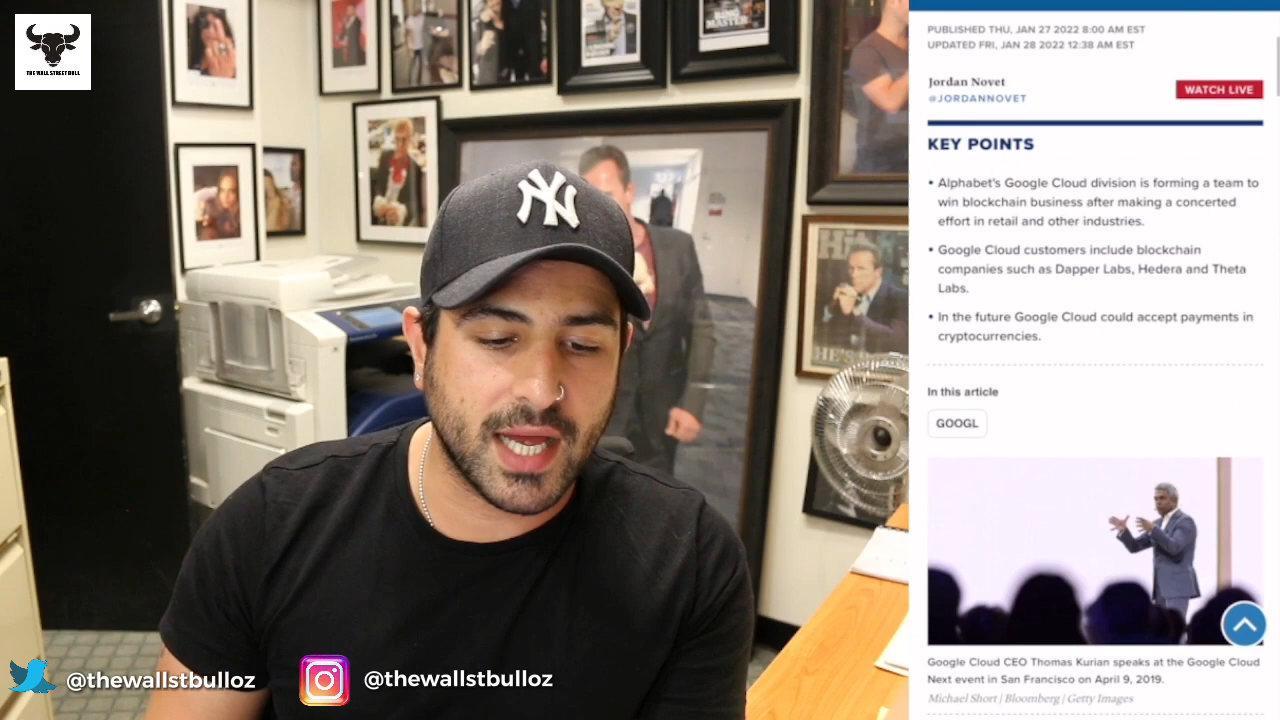 THE WALL STREET BULL
RING
MASTER
NY
PUBLISHED THU, JAN 27 2022 8:00 AM EST
UPDATED FRI, JAN 28 2022 12:38 AM EST
Jordan Novet
@JORDANNOVET
WATCH LIVE
KEY POINTS
• Alphabet's Google Cloud division is forming a team to
win blockchain business after making a concerted
effort in retail and other industries.
• Google Cloud customers include blockchain
companies such as Dapper Labs, Hedera and Theta
Labs.
• In the future Google Cloud could accept payments in
cryptocurrencies.
In this article
GOOGL
Google Cloud CEO Thomas Kurian speaks at the Google Cloud
Next event in San Francisco on April 9, 2019.
Michael Short | Bloomberg | Getty Images
@thewallstbulloz
@thewallstbulloz